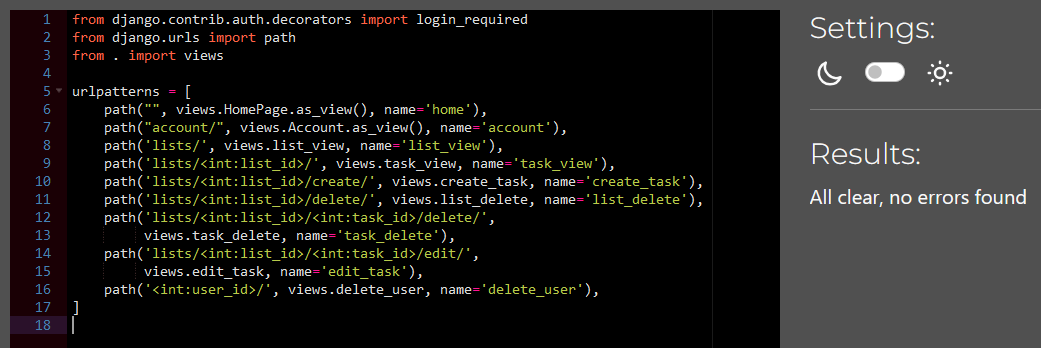 1 from django.contrib.auth.decorators import login_required
2 from django.urls import path
3 from . import views
4
5 urlpatterns = [
6     path("", views.HomePage.as_view(), name='home'),
7     path("account/", views.Account.as_view(), name='account'),
8     path('lists/', views.list_view, name='list_view'),
9     path('lists/<int:list_id>/', views.task_view, name='task_view'),
10     path('lists/<int:list_id>/create/', views.create_task, name='create_task'),
11     path('lists/<int:list_id>/delete/', views.list_delete, name='list_delete'),
12     path('lists/<int:list_id>/<int:task_id>/delete/',
13          views.task_delete, name='task_delete'),
14     path('lists/<int:list_id>/<int:task_id>/edit/',
15          views.edit_task, name='edit_task'),
16     path('<int:user_id>/', views.delete_user, name='delete_user'),
17 ]
18
Settings:
Results:
All clear, no errors found